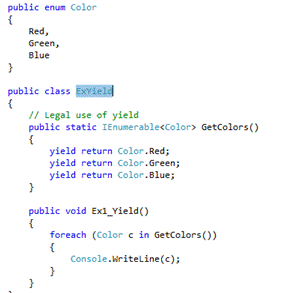 public enum Color
{
    Red,
    Green,
    Blue
}
public class ExYield
{
    // Legal use of yield
    public static IEnumerable<Color> GetColors()
    {
        yield return Color.Red;
        yield return Color.Green;
        yield return Color.Blue;
    }
    public void Ex1_Yield()
    {
        foreach (Color c in GetColors())
        {
            Console.WriteLine(c);
        }
    }